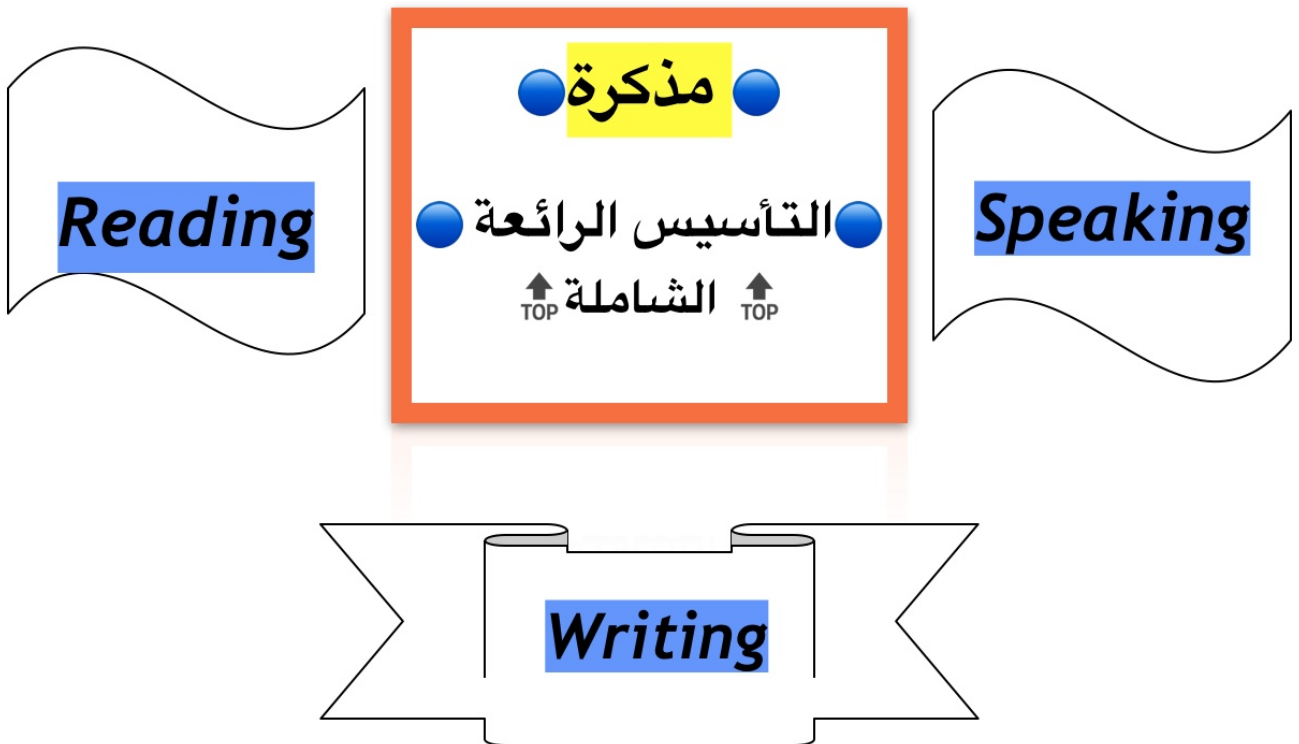 مذكرة
Reading
التأسيس الرائعة
Speaking
TOP الشاملة TOP
Writing